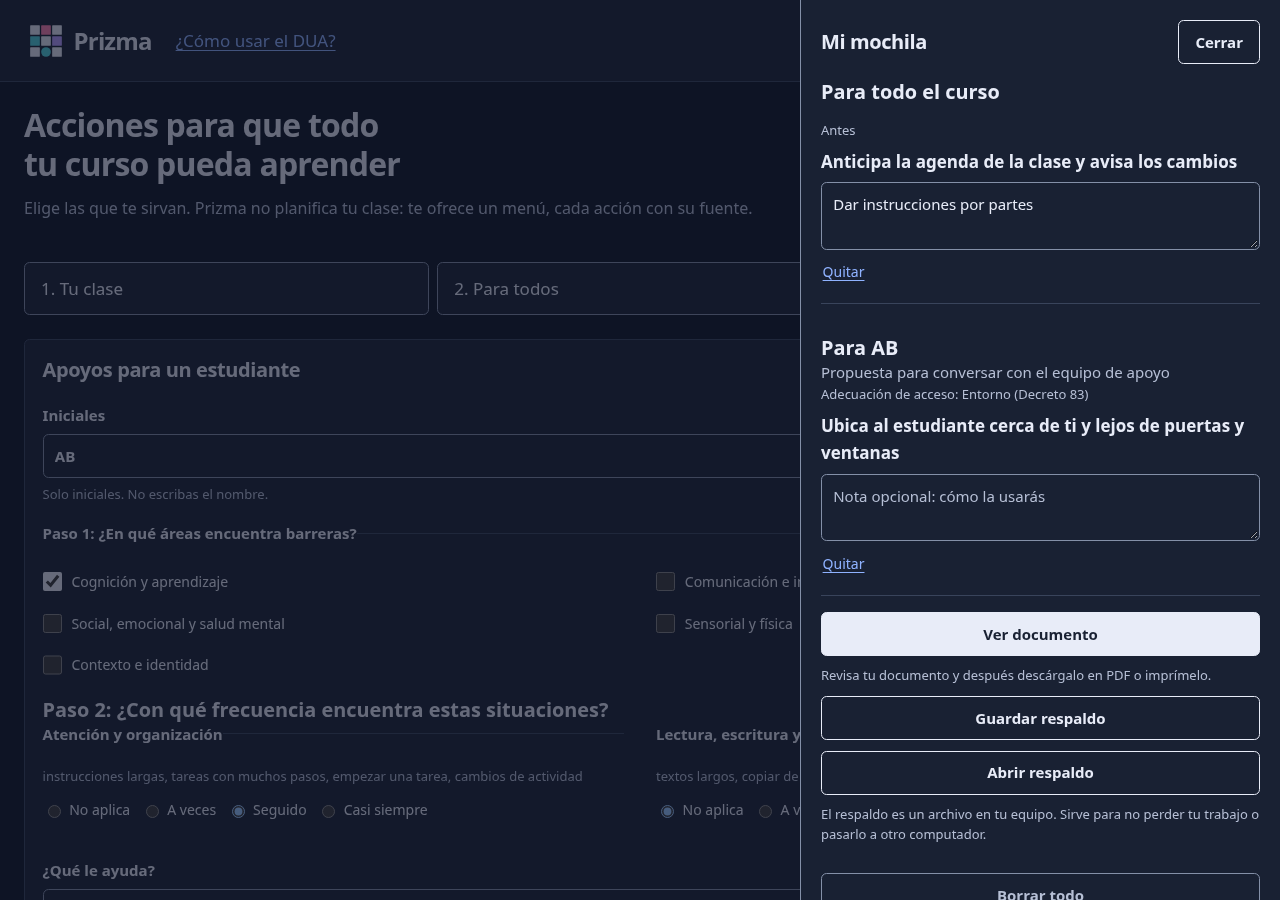 Prizma
¿Cómo usar el DUA?
Acciones para que todo
tu curso pueda aprender
Elige las que te sirvan. Prizma no planifica tu clase: te ofrece un menú, cada acción con su fuente.
1. Tu clase
2. Para todos
Apoyos para un estudiante
Iniciales
AB
Solo iniciales. No escribas el nombre.
Paso 1: ¿En qué áreas encuentra barreras?
Cognición y aprendizaje
Comunicación e i
Social, emocional y salud mental
Sensorial y física
Contexto e identidad
Paso 2: ¿Con qué frecuencia encuentra estas situaciones?
Atención y organización
Lectura, escritura y
instrucciones largas, tareas con muchos pasos, empezar una tarea, cambios de actividad
textos largos, copiar de
No aplica
A veces
Seguido
Casi siempre
No aplica
A v
¿Qué le ayuda?
Mi mochila
Cerrar
Para todo el curso
Antes
Anticipa la agenda de la clase y avisa los cambios
Dar instrucciones por partes
Quitar
Para AB
Propuesta para conversar con el equipo de apoyo
Adecuación de acceso: Entorno (Decreto 83)
Ubica al estudiante cerca de ti y lejos de puertas y
ventanas
Nota opcional: cómo la usarás
Quitar
Ver documento
Revisa tu documento y después descárgalo en PDF o imprímelo.
Guardar respaldo
Abrir respaldo
El respaldo es un archivo en tu equipo. Sirve para no perder tu trabajo o
pasarlo a otro computador.
Borrar todo